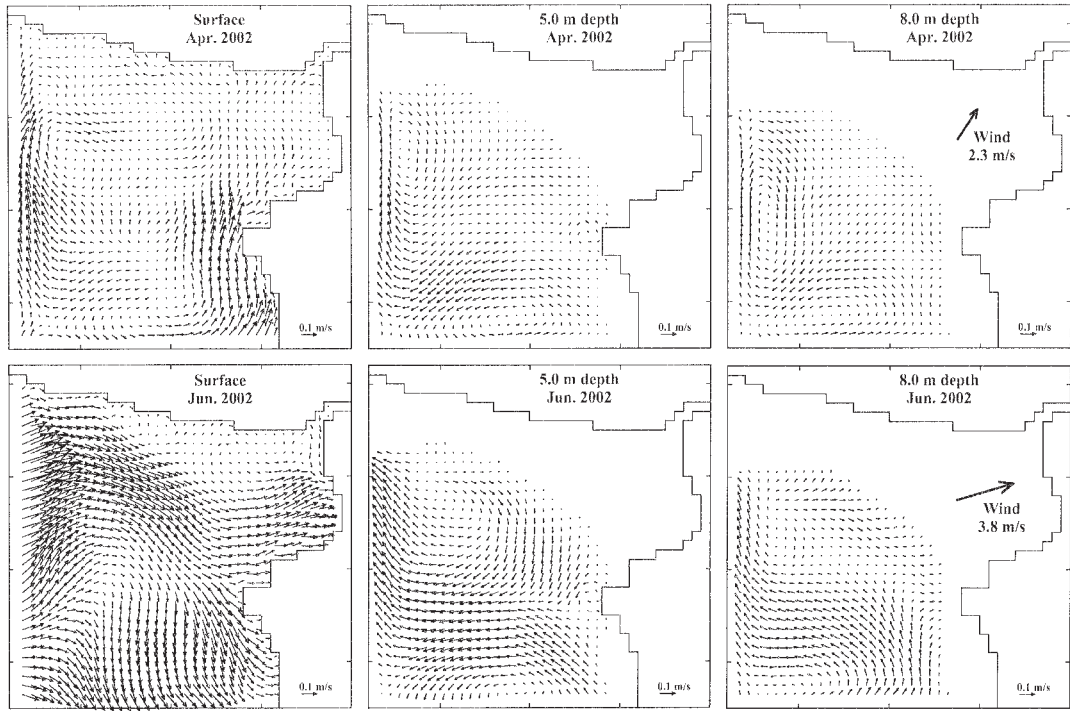 Surface
Apr. 2002
0.1 m/s
5.0 m depth
Apr. 2002
0.1 m/s
8.0 m depth
Apr. 2002
Wind
2.3 m/s
0.1 m/s
Surface
Jun. 2002
0.1 m/s
5.0 m depth
Jun. 2002
0.1 m/s
8.0 m depth
Jun. 2002
Wind
3.8 m/s
0.1 m/s